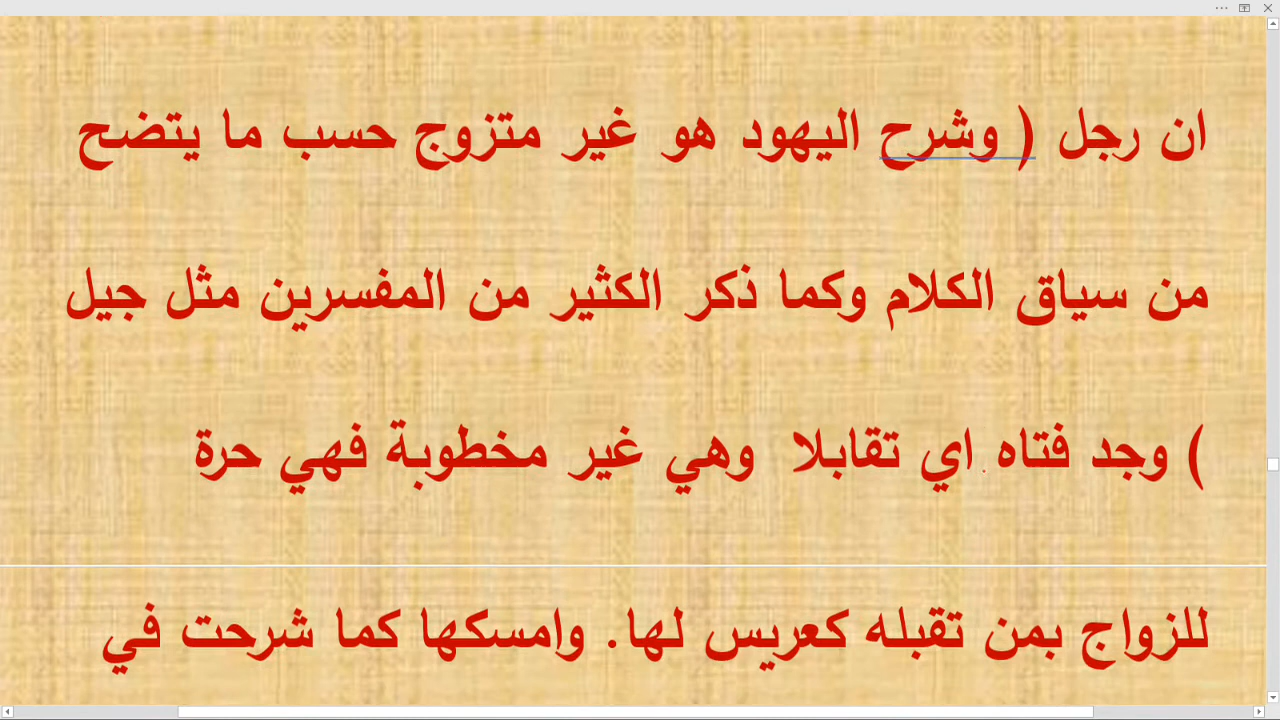 ان رجل ( وشرح اليهود هو غير متزوج حسب ما يتضح
من سياق الكلام وكما ذكر الكثير من المفسرين مثل جيل
) وجد فتاه اي تقابلا وهي غير مخطوبة فهي حرة
للزواج بمن تقبله كعريس لها. وامسكها كما شرحت في